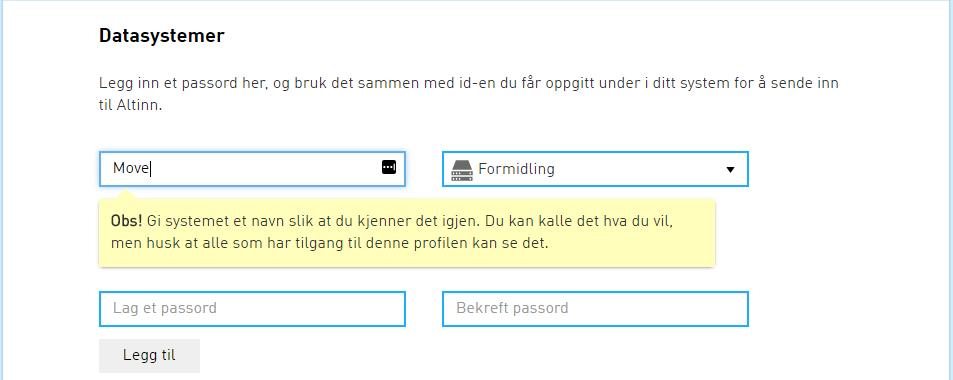 Datasystemer
Legg inn et passord her, og bruk det sammen med id-en du får oppgitt under i ditt system for å sende inn
til Altinn.
Move
Formidling
Obs! Gi systemet et navn slik at du kjenner det igjen. Du kan kalle det hva du vil,
men husk at alle som har tilgang til denne profilen kan se det.
Lag et passord
Bekreft passord
Legg til